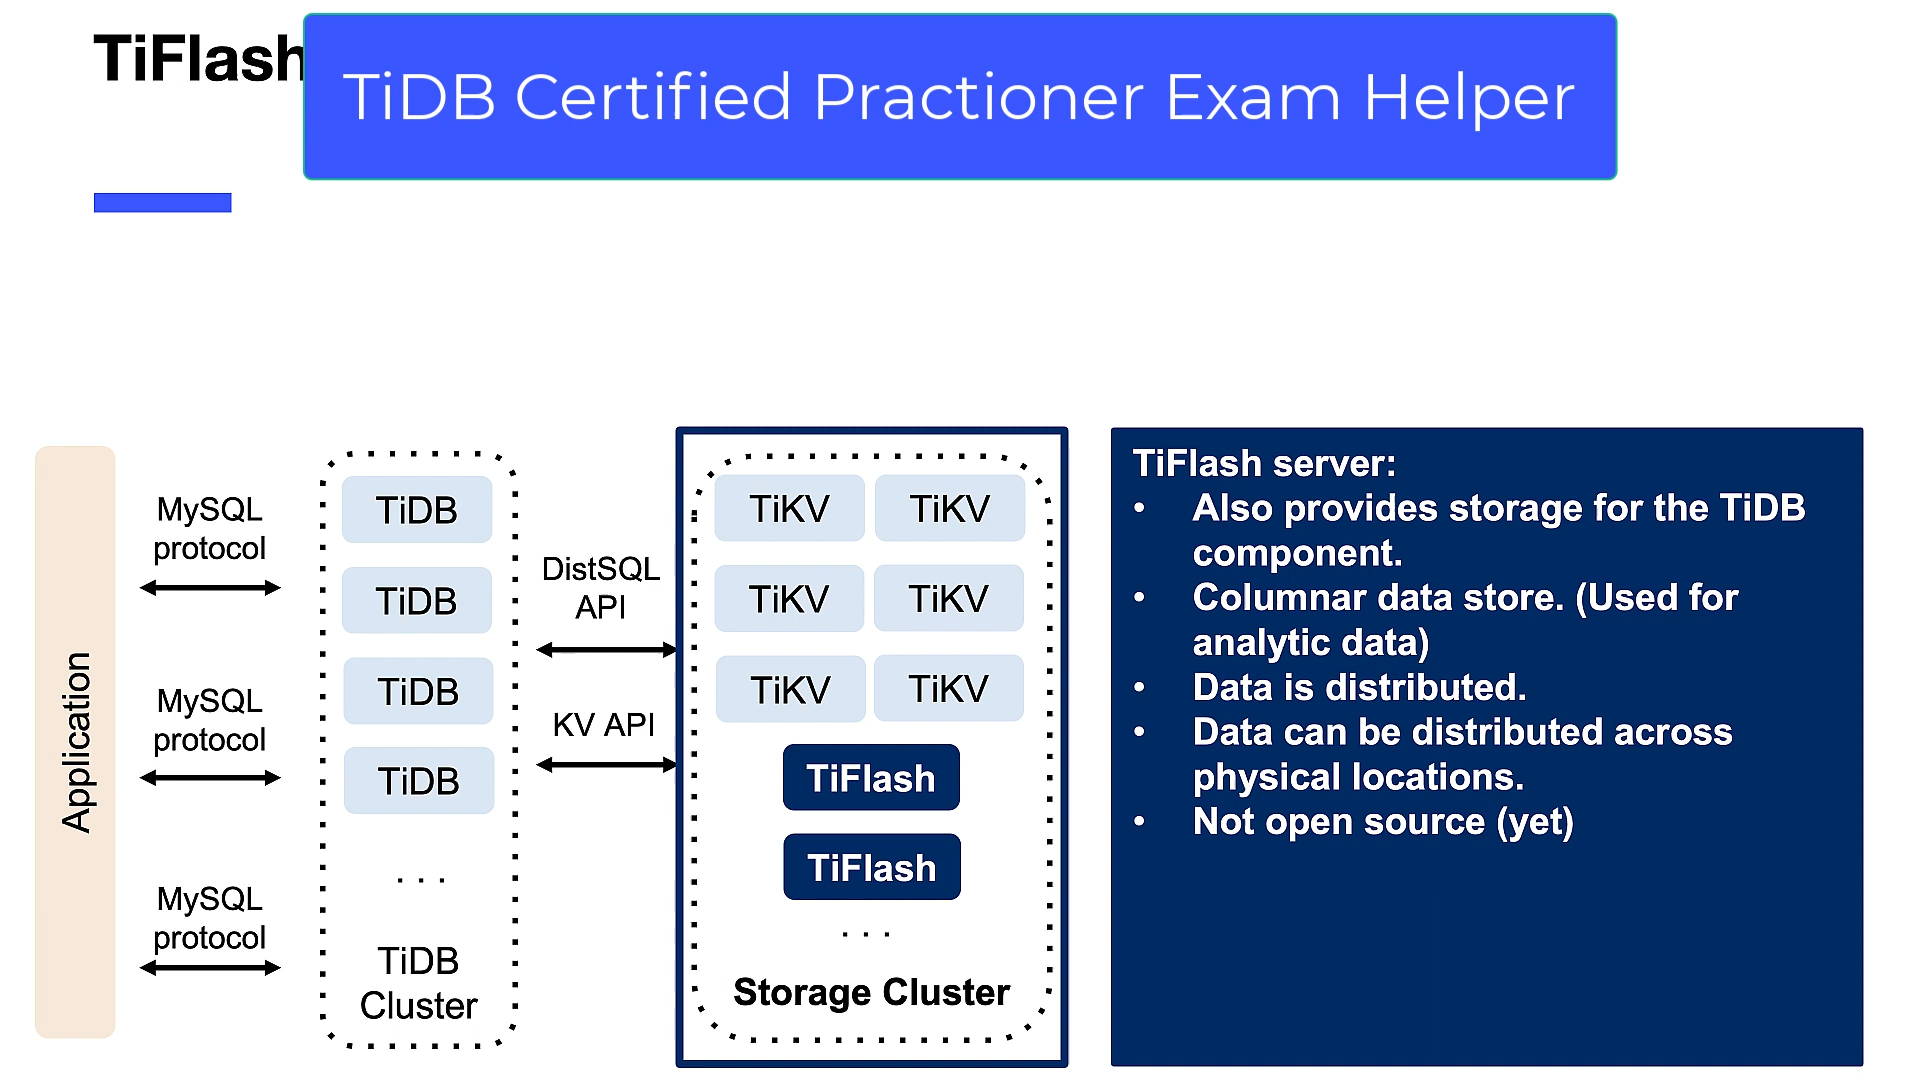 TiFlash
TiDB Certified Practioner Exam Helper
Application
MySQL
protocol
MySQL
protocol
MySQL
protocol
TiDB
TiDB
TiDB
TiDB
. . .
TiDB
Cluster
DistSQL
API
KV API
TiKV TiKV
TiKV TiKV
TiKV TiKV
TiFlash
TiFlash
. . .
Storage Cluster
TiFlash server:
• Also provides storage for the TiDB
component.
• Columnar data store. (Used for
analytic data)
• Data is distributed.
• Data can be distributed across
physical locations.
• Not open source (yet)